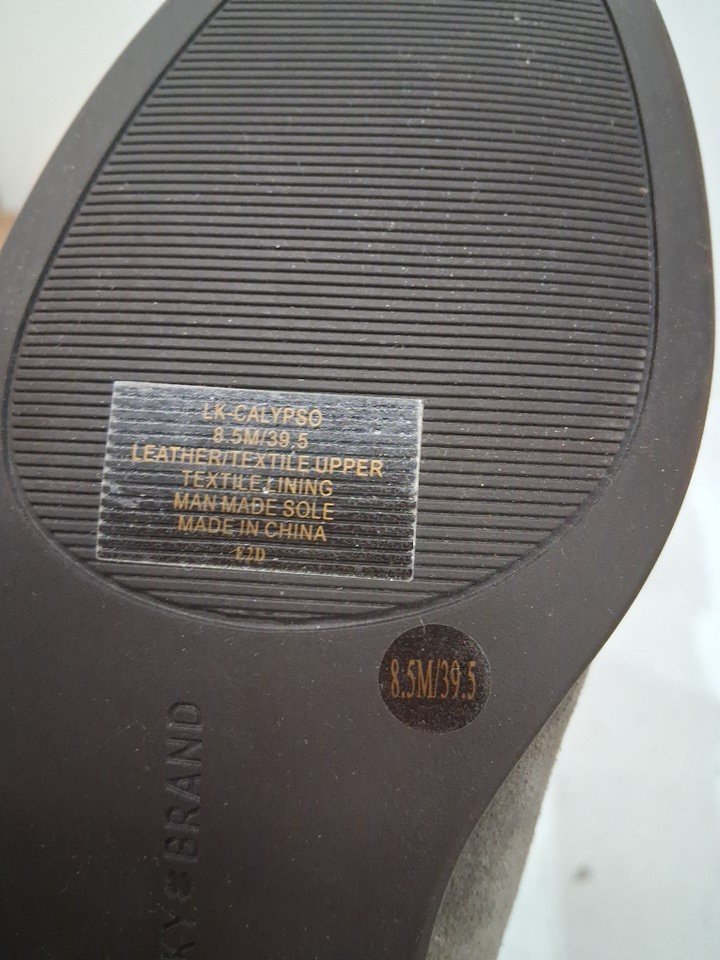 LK-CALYPSO
8.5M/39.5
LEATHER/TEXTILE UPPER
TEXTILE LINING
MAN MADE SOLE
MADE IN CHINA
8.5M/39.5
KY BRAND